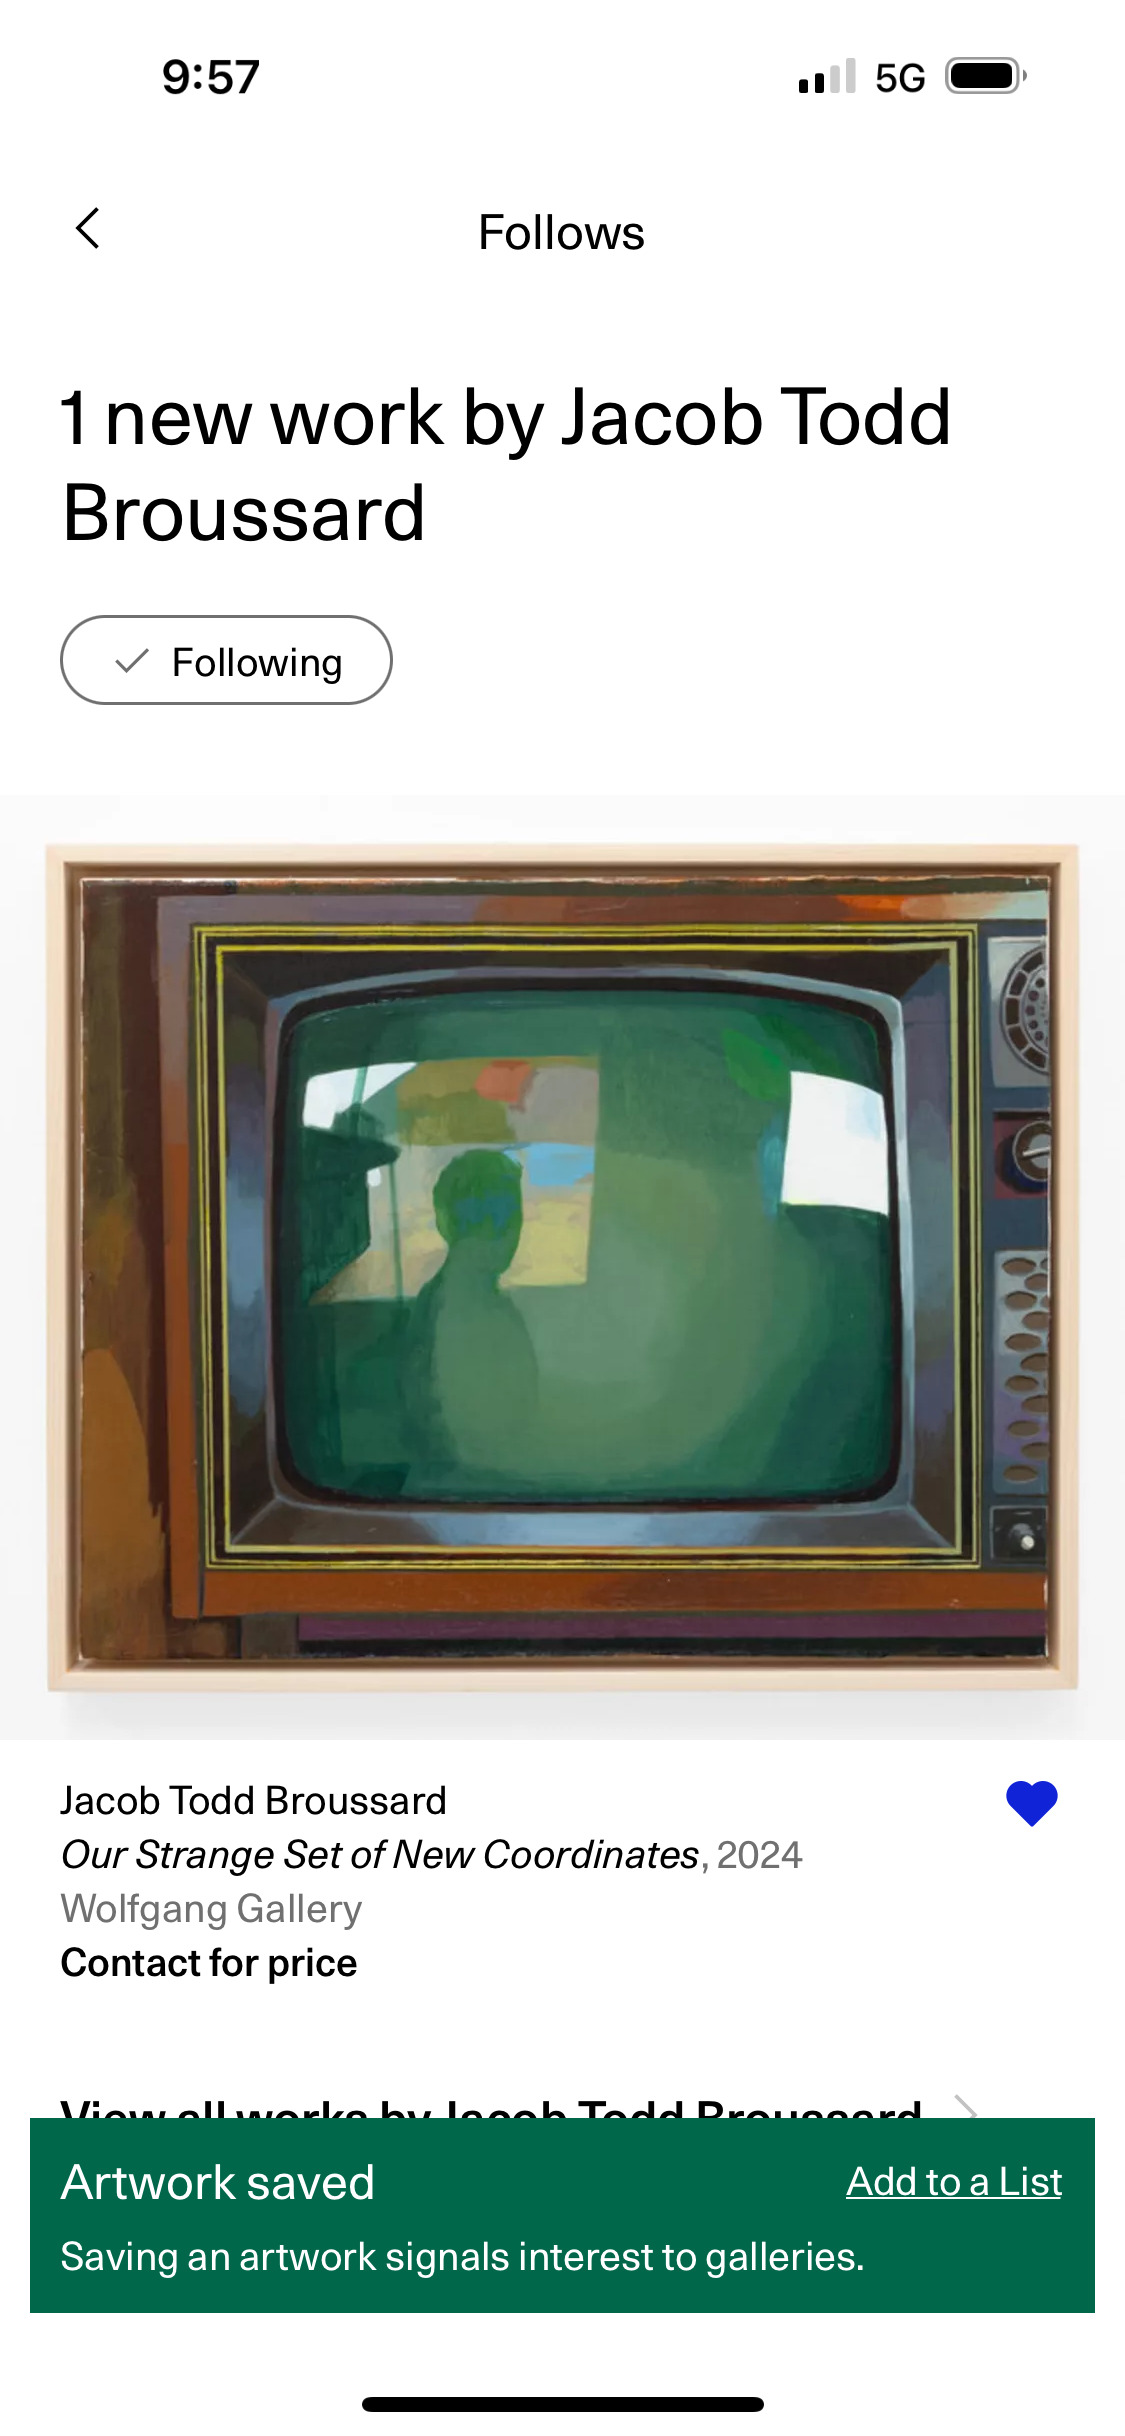 9:57
5G
Follows
1 new work by Jacob Todd
Broussard
Following
Jacob Todd Broussard
Our Strange Set of New Coordinates, 2024
Wolfgang Gallery
Contact for price
View all works by Jacob Todd Broussard
Artwork saved
Add to a List
Saving an artwork signals interest to galleries.